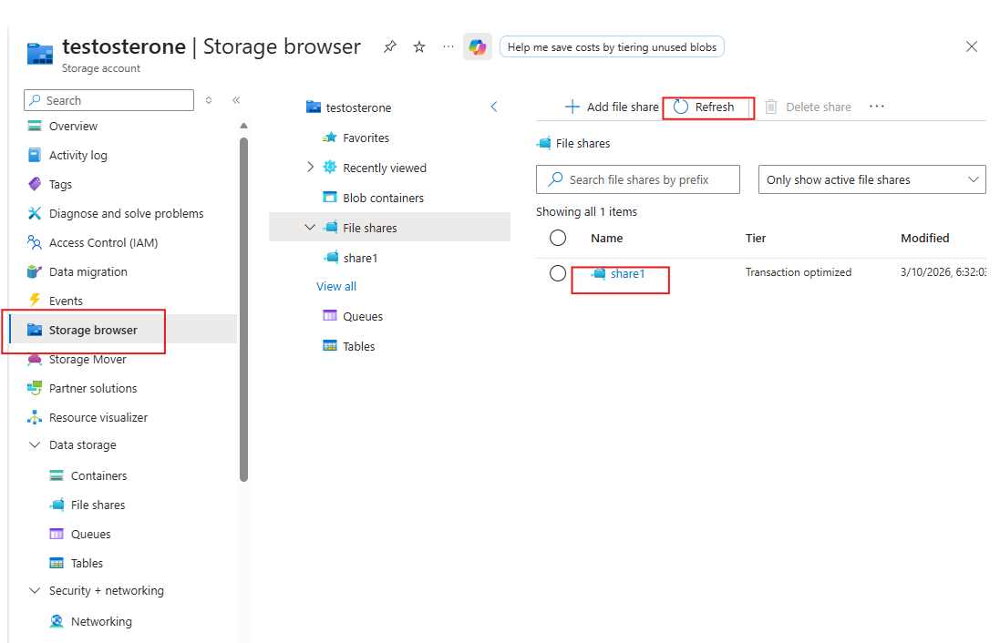 testosterone | Storage browser
Help me save costs by tiering unused blobs
Storage account
Search
Overview
Activity log
Tags
Diagnose and solve problems
Access Control (IAM)
Data migration
Events
Storage browser
Storage Mover
Partner solutions
Resource visualizer
Data storage
Containers
File shares
Queues
Tables
Security + networking
Networking
testosterone
Favorites
Recently viewed
Blob containers
File shares
share1
View all
Queues
Tables
Add file share
Refresh
Delete share
File shares
Search file shares by prefix
Only show active file shares
Showing all 1 items
Name Tier Modified
share1 Transaction optimized 3/10/2026, 6:32:03